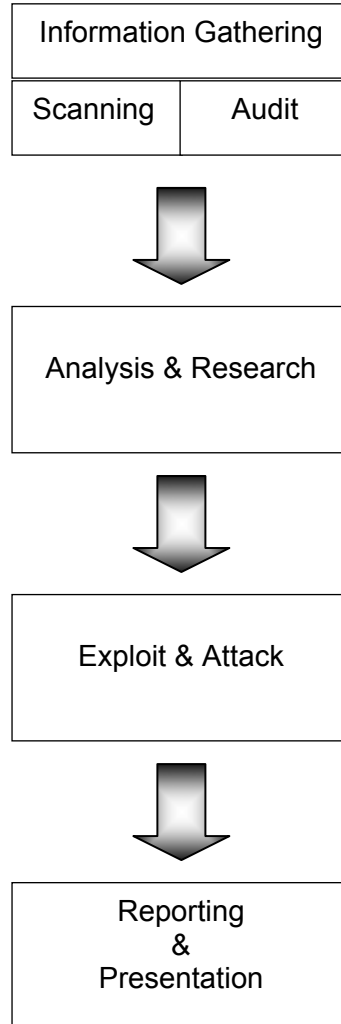 Information Gathering
Scanning
Audit
Analysis & Research
Exploit & Attack
Reporting
&
Presentation